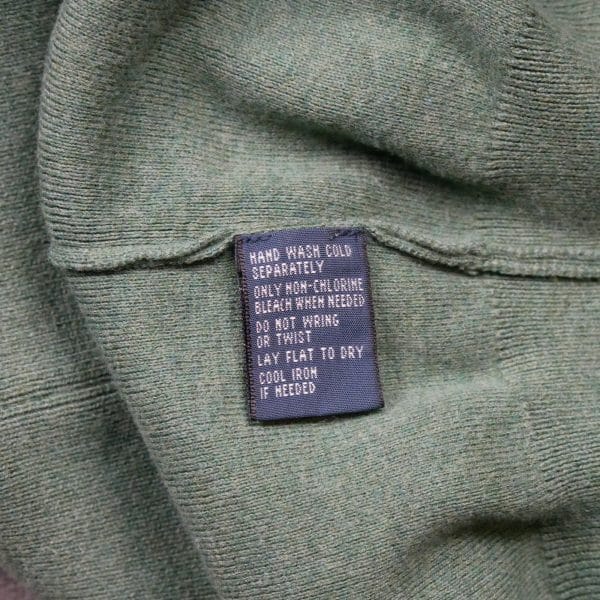 HAND WASH COLD
SEPARATELY
ONLY NON-CHLORINE
BLEACH WHEN NEEDED
DO NOT WRING
OR TWIST
LAY FLAT TO DRY
COOL IRON
IF NEEDED